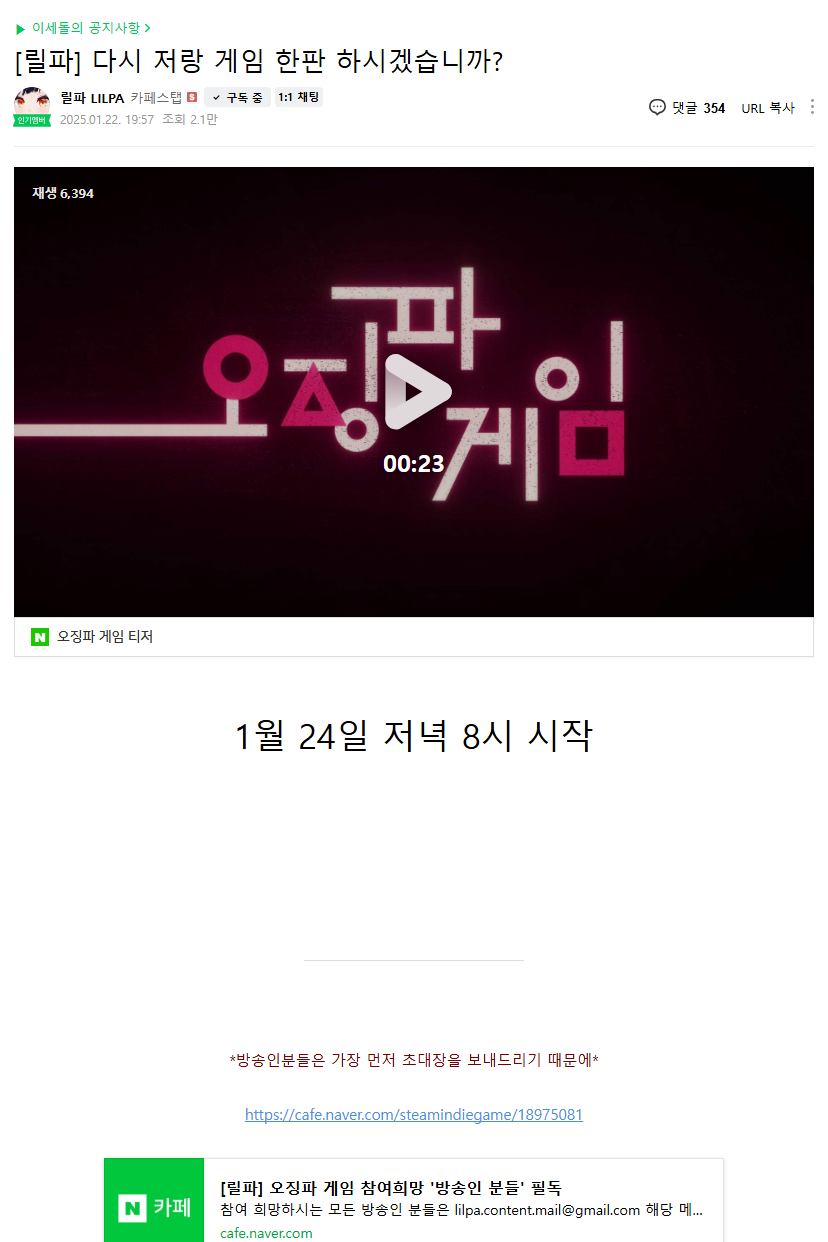 ▶ 이세돌의 공지사항 >
[릴파] 다시 저랑 게임 한판 하시겠습니까?
릴파 LILPA 카페스탭 S ✓ 구독 중 1:1 채팅
인기멤버
2025.01.22. 19:57 조회 2.1만
댓글 354 URL 복사
재생 6,394
오징파게임
00:23
N 오징파 게임 티저
1월 24일 저녁 8시 시작
*방송인분들은 가장 먼저 초대장을 보내드리기 때문에*
https://cafe.naver.com/steamindiegame/18975081
N 카페
[릴파] 오징파 게임 참여희망 '방송인 분들' 필독
참여 희망하시는 모든 방송인 분들은 lilpa.content.mail@gmail.com 해당 메...
cafe.naver.com